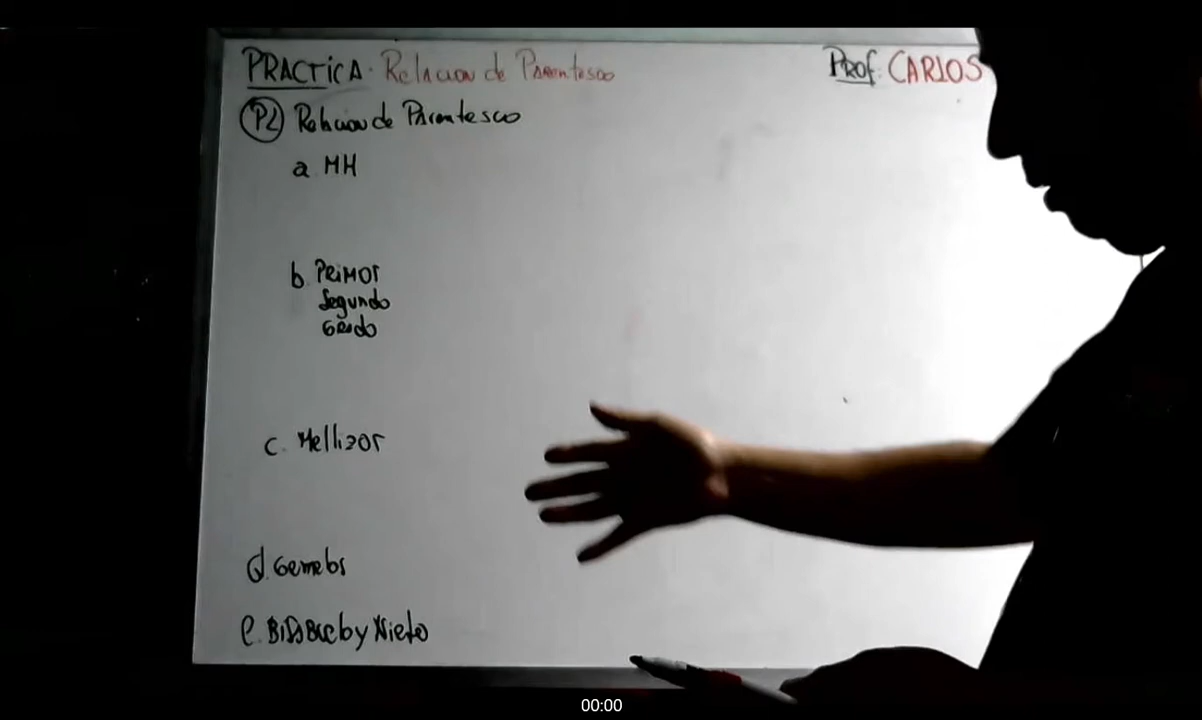 PRACTICA. Relacion de Parentesco
Prof. CARLOS
P2 Relacion de Parentesco
a. MH
b. Primos
Segundo
Grado
c. Mellizos
d. Gemelos
e. Bisabuelo y Nieto
00:00